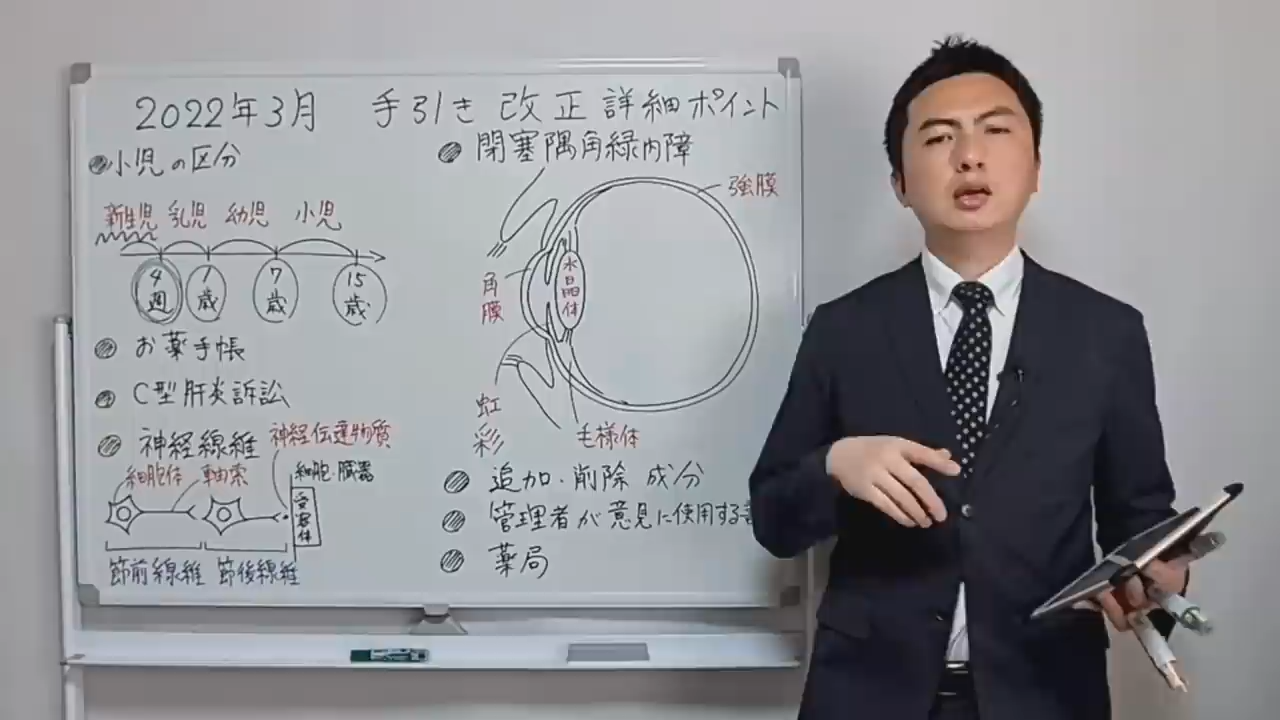 2022年3月 手引き 改正 詳細ポイント
小児の区分
新生児 乳児 幼児 小児
4週 1歳 7歳 15歳
お薬手帳
C型肝炎訴訟
神経線維 神経伝達物質
細胞体 軸索 細胞・臓器
受容体
節前線維 節後線維
閉塞隅角緑内障
強膜
角膜
水晶体
虹彩
毛様体
追加・削除 成分
管理者が意見に使用する
薬局